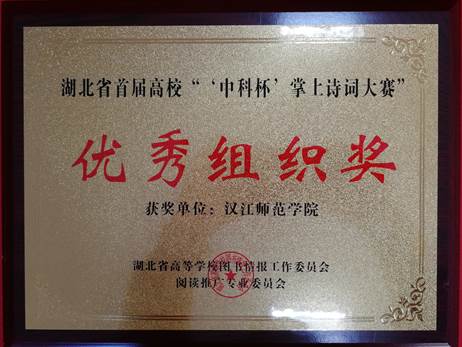 湖北省首届高校“‘中科杯’掌上诗词大赛”
优秀组织奖
获奖单位：汉江师范学院
湖北省高等学校图书情报工作委员会
阅读推广专业委员会